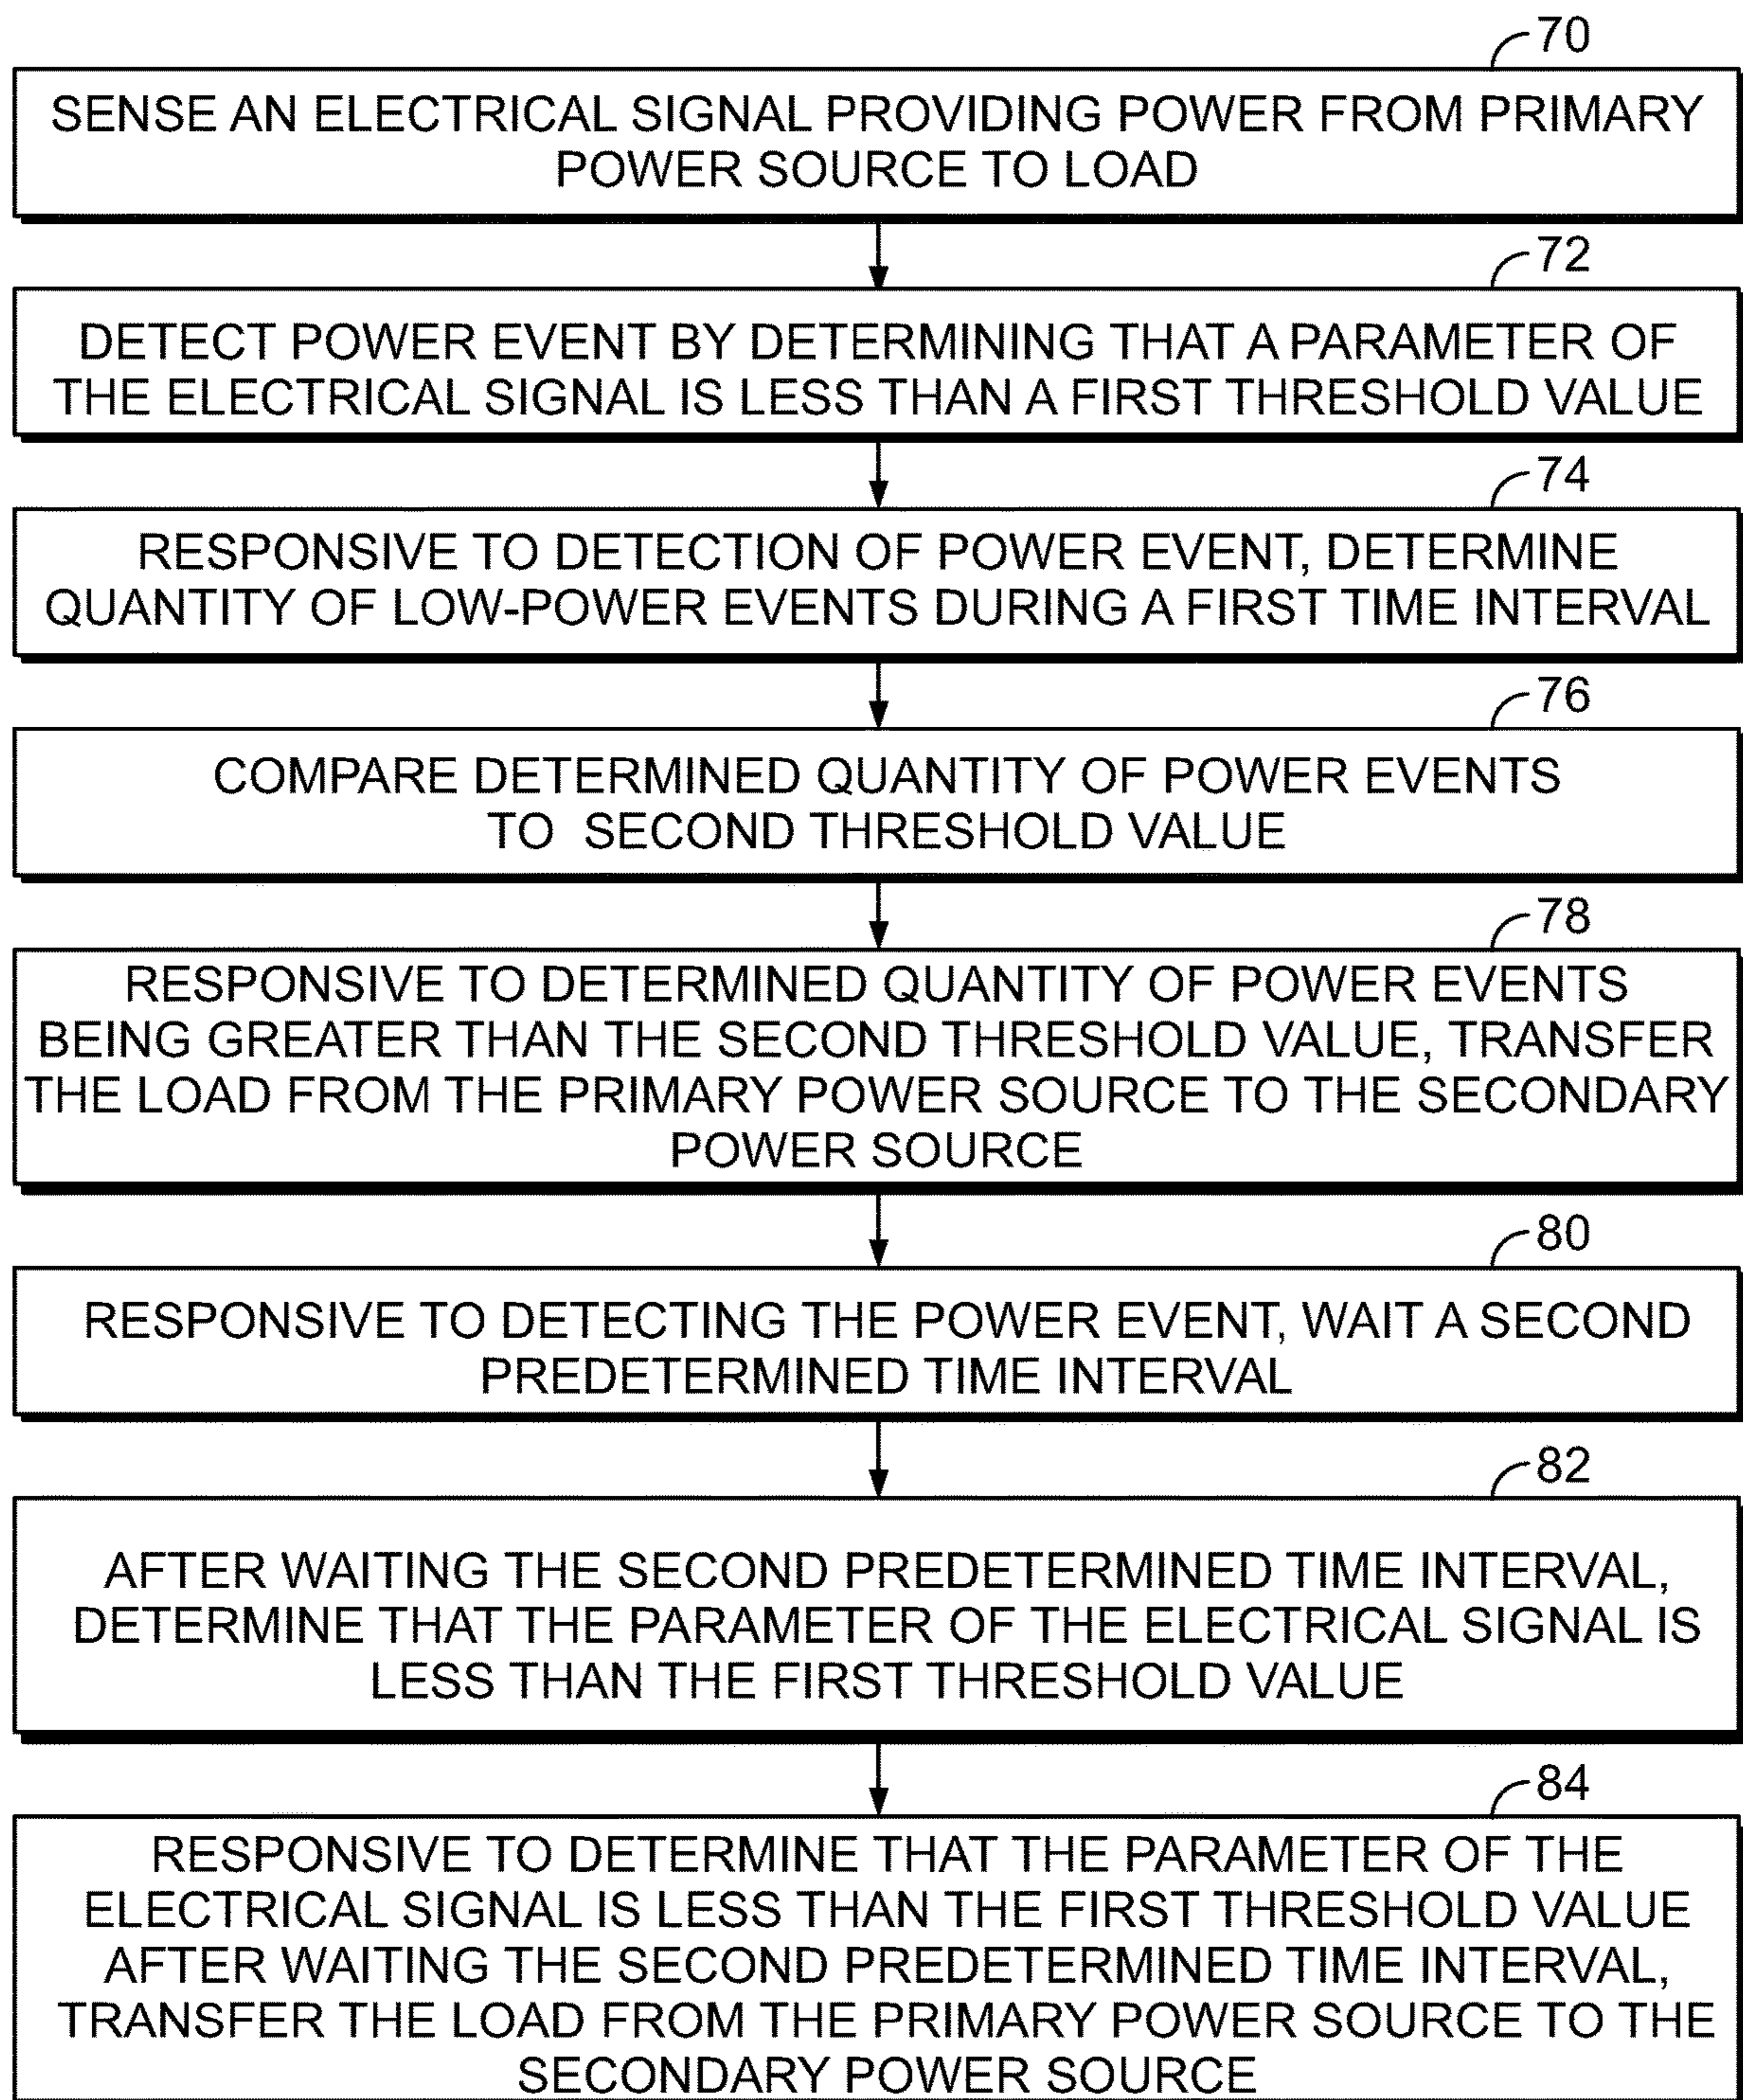 70
SENSE AN ELECTRICAL SIGNAL PROVIDING POWER FROM PRIMARY
POWER SOURCE TO LOAD
72
DETECT POWER EVENT BY DETERMINING THAT A PARAMETER OF
THE ELECTRICAL SIGNAL IS LESS THAN A FIRST THRESHOLD VALUE
74
RESPONSIVE TO DETECTION OF POWER EVENT, DETERMINE
QUANTITY OF LOW-POWER EVENTS DURING A FIRST TIME INTERVAL
76
COMPARE DETERMINED QUANTITY OF POWER EVENTS
TO SECOND THRESHOLD VALUE
78
RESPONSIVE TO DETERMINED QUANTITY OF POWER EVENTS
BEING GREATER THAN THE SECOND THRESHOLD VALUE, TRANSFER
THE LOAD FROM THE PRIMARY POWER SOURCE TO THE SECONDARY
POWER SOURCE
80
RESPONSIVE TO DETECTING THE POWER EVENT, WAIT A SECOND
PREDETERMINED TIME INTERVAL
82
AFTER WAITING THE SECOND PREDETERMINED TIME INTERVAL,
DETERMINE THAT THE PARAMETER OF THE ELECTRICAL SIGNAL IS
LESS THAN THE FIRST THRESHOLD VALUE
84
RESPONSIVE TO DETERMINE THAT THE PARAMETER OF THE
ELECTRICAL SIGNAL IS LESS THAN THE FIRST THRESHOLD VALUE
AFTER WAITING THE SECOND PREDETERMINED TIME INTERVAL,
TRANSFER THE LOAD FROM THE PRIMARY POWER SOURCE TO THE
SECONDARY POWER SOURCE